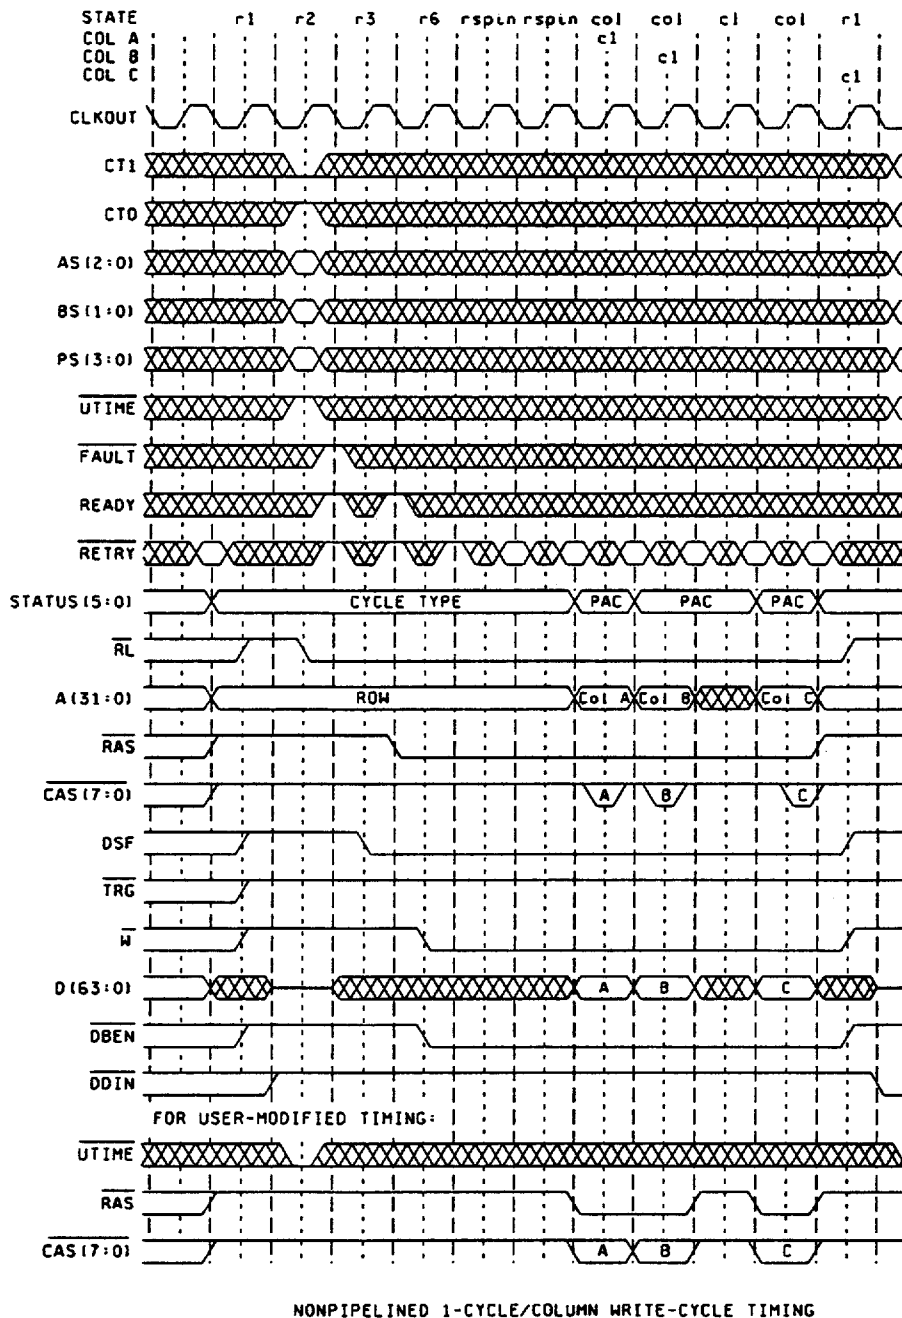 STATE r1 r2 r3 r6 rspin rspin col col c1 col r1
COL A c1
COL B c1
COL C c1
CLKOUT
CT1
CT0
AS(2:0)
BS(1:0)
PS(3:0)
UTIME
FAULT
READY
RETRY
STATUS(5:0) CYCLE TYPE PAC PAC PAC
RL
A(31:0) ROW Col A Col B Col C
RAS
CAS(7:0) A B C
DSF
TRG
W
D(63:0) A B C
DBEN
DDIN
FOR USER-MODIFIED TIMING:
UTIME
RAS
CAS(7:0) A B C
NONPIPELINED 1-CYCLE/COLUMN WRITE-CYCLE TIMING